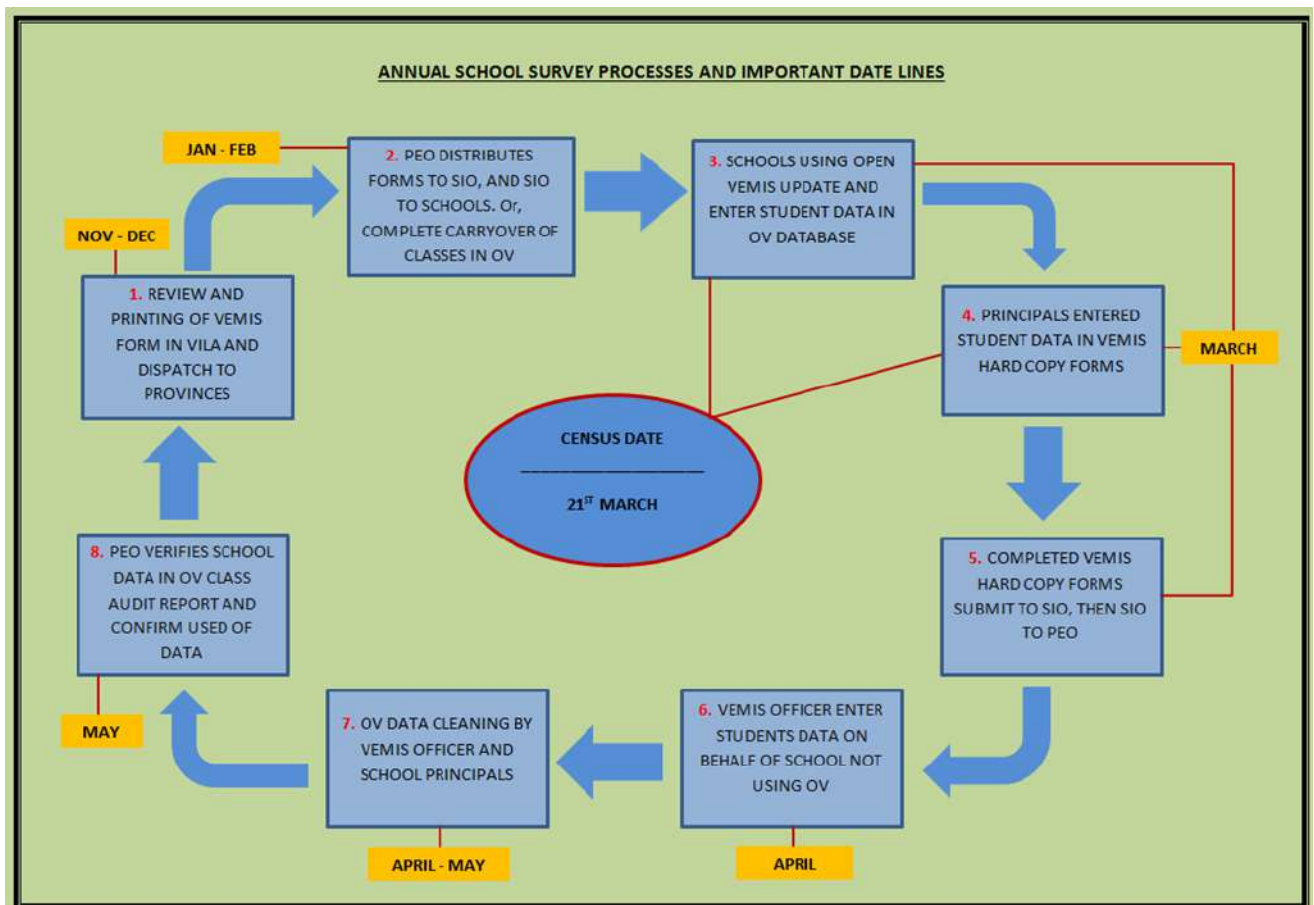 ANNUAL SCHOOL SURVEY PROCESSES AND IMPORTANT DATE LINES
JAN - FEB
2. PEO DISTRIBUTES
FORMS TO SIO, AND SIO
TO SCHOOLS. Or,
COMPLETE CARRYOVER OF
CLASSES IN OV
3. SCHOOLS USING OPEN
VEMIS UPDATE AND
ENTER STUDENT DATA IN
OV DATABASE
NOV - DEC
1. REVIEW AND
PRINTING OF VEMIS
FORM IN VILA AND
DISPATCH TO
PROVINCES
4. PRINCIPALS ENTERED
STUDENT DATA IN VEMIS
HARD COPY FORMS
MARCH
CENSUS DATE
21ST MARCH
8. PEO VERIFIES SCHOOL
DATA IN OV CLASS
AUDIT REPORT AND
CONFIRM USED OF
DATA
5. COMPLETED VEMIS
HARD COPY FORMS
SUBMIT TO SIO, THEN SIO
TO PEO
MAY
7. OV DATA CLEANING BY
VEMIS OFFICER AND
SCHOOL PRINCIPALS
6. VEMIS OFFICER ENTER
STUDENTS DATA ON
BEHALF OF SCHOOL NOT
USING OV
APRIL - MAY
APRIL